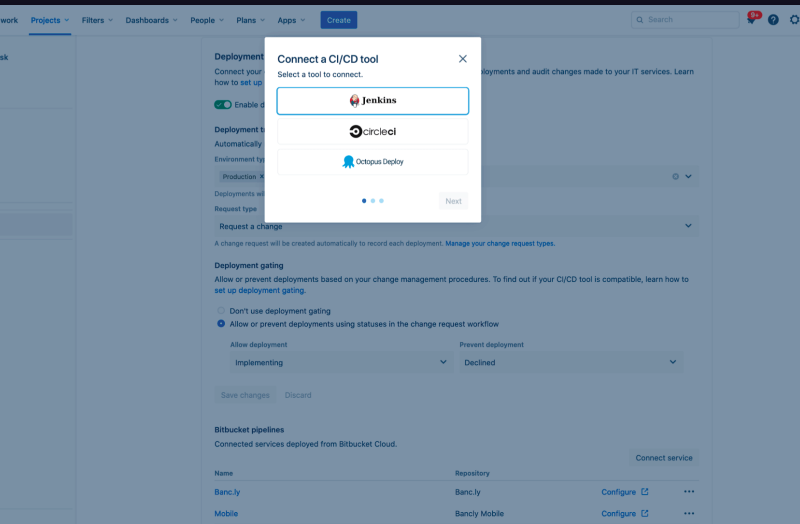 work Projects Filters Dashboards People Plans Apps Create Search 9+
sk
Deployment
Connect your
loyments and audit changes made to your IT services. Learn
how to set up
Enable d
Connect a CI/CD tool
Select a tool to connect.
Jenkins
circleci
Octopus Deploy
Next
Deployment t
Automatically
Environment typ
Production ×
Deployments wil
Request type
Request a change
A change request will be created automatically to record each deployment. Manage your change request types.
Deployment gating
Allow or prevent deployments based on your change management procedures. To find out if your CI/CD tool is compatible, learn how to
set up deployment gating.
Don't use deployment gating
Allow or prevent deployments using statuses in the change request workflow
Allow deployment Prevent deployment
Implementing Declined
Save changes Discard
Bitbucket pipelines
Connected services deployed from Bitbucket Cloud.
Connect service
Name Repository
Banc.ly Banc.ly Configure
Mobile Bancly Mobile Configure